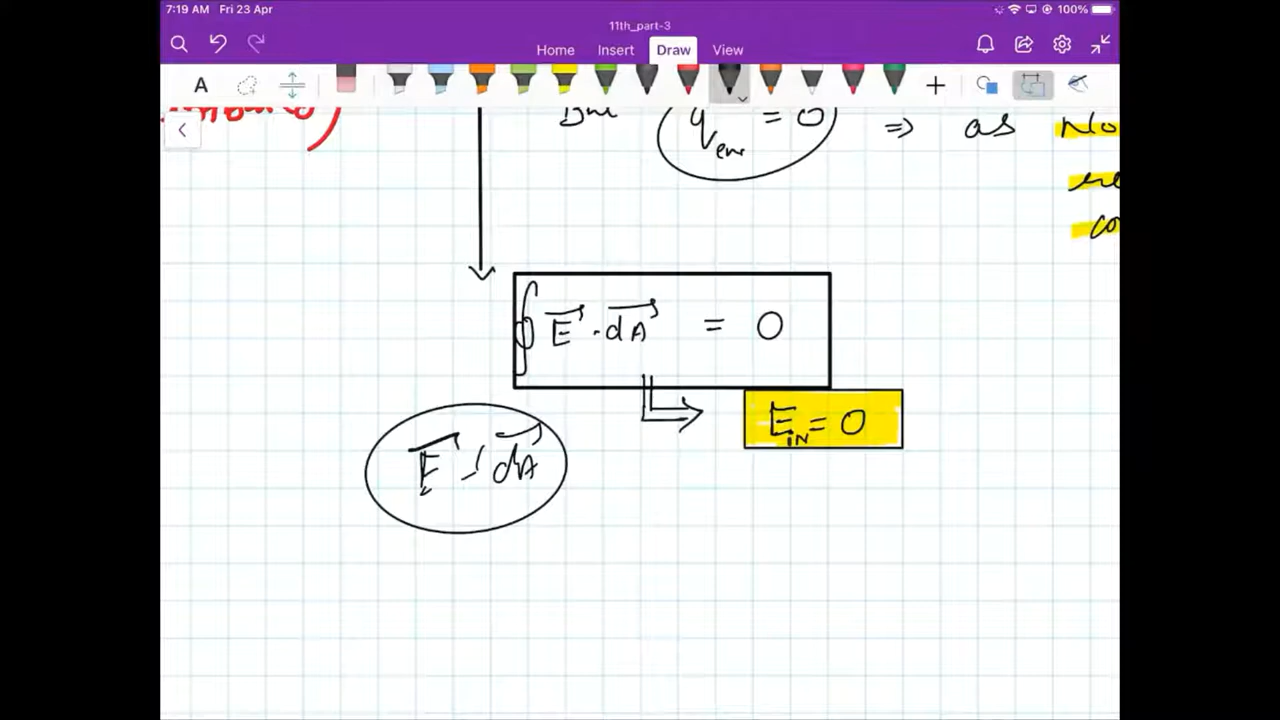 7:19 AM Fri 23 Apr
100%
11th_part-3
Home Insert Draw View
A
= 0 ⇒ as No
∮ E⃗ · dA⃗ = 0
E_IN = 0
E⃗ dA⃗